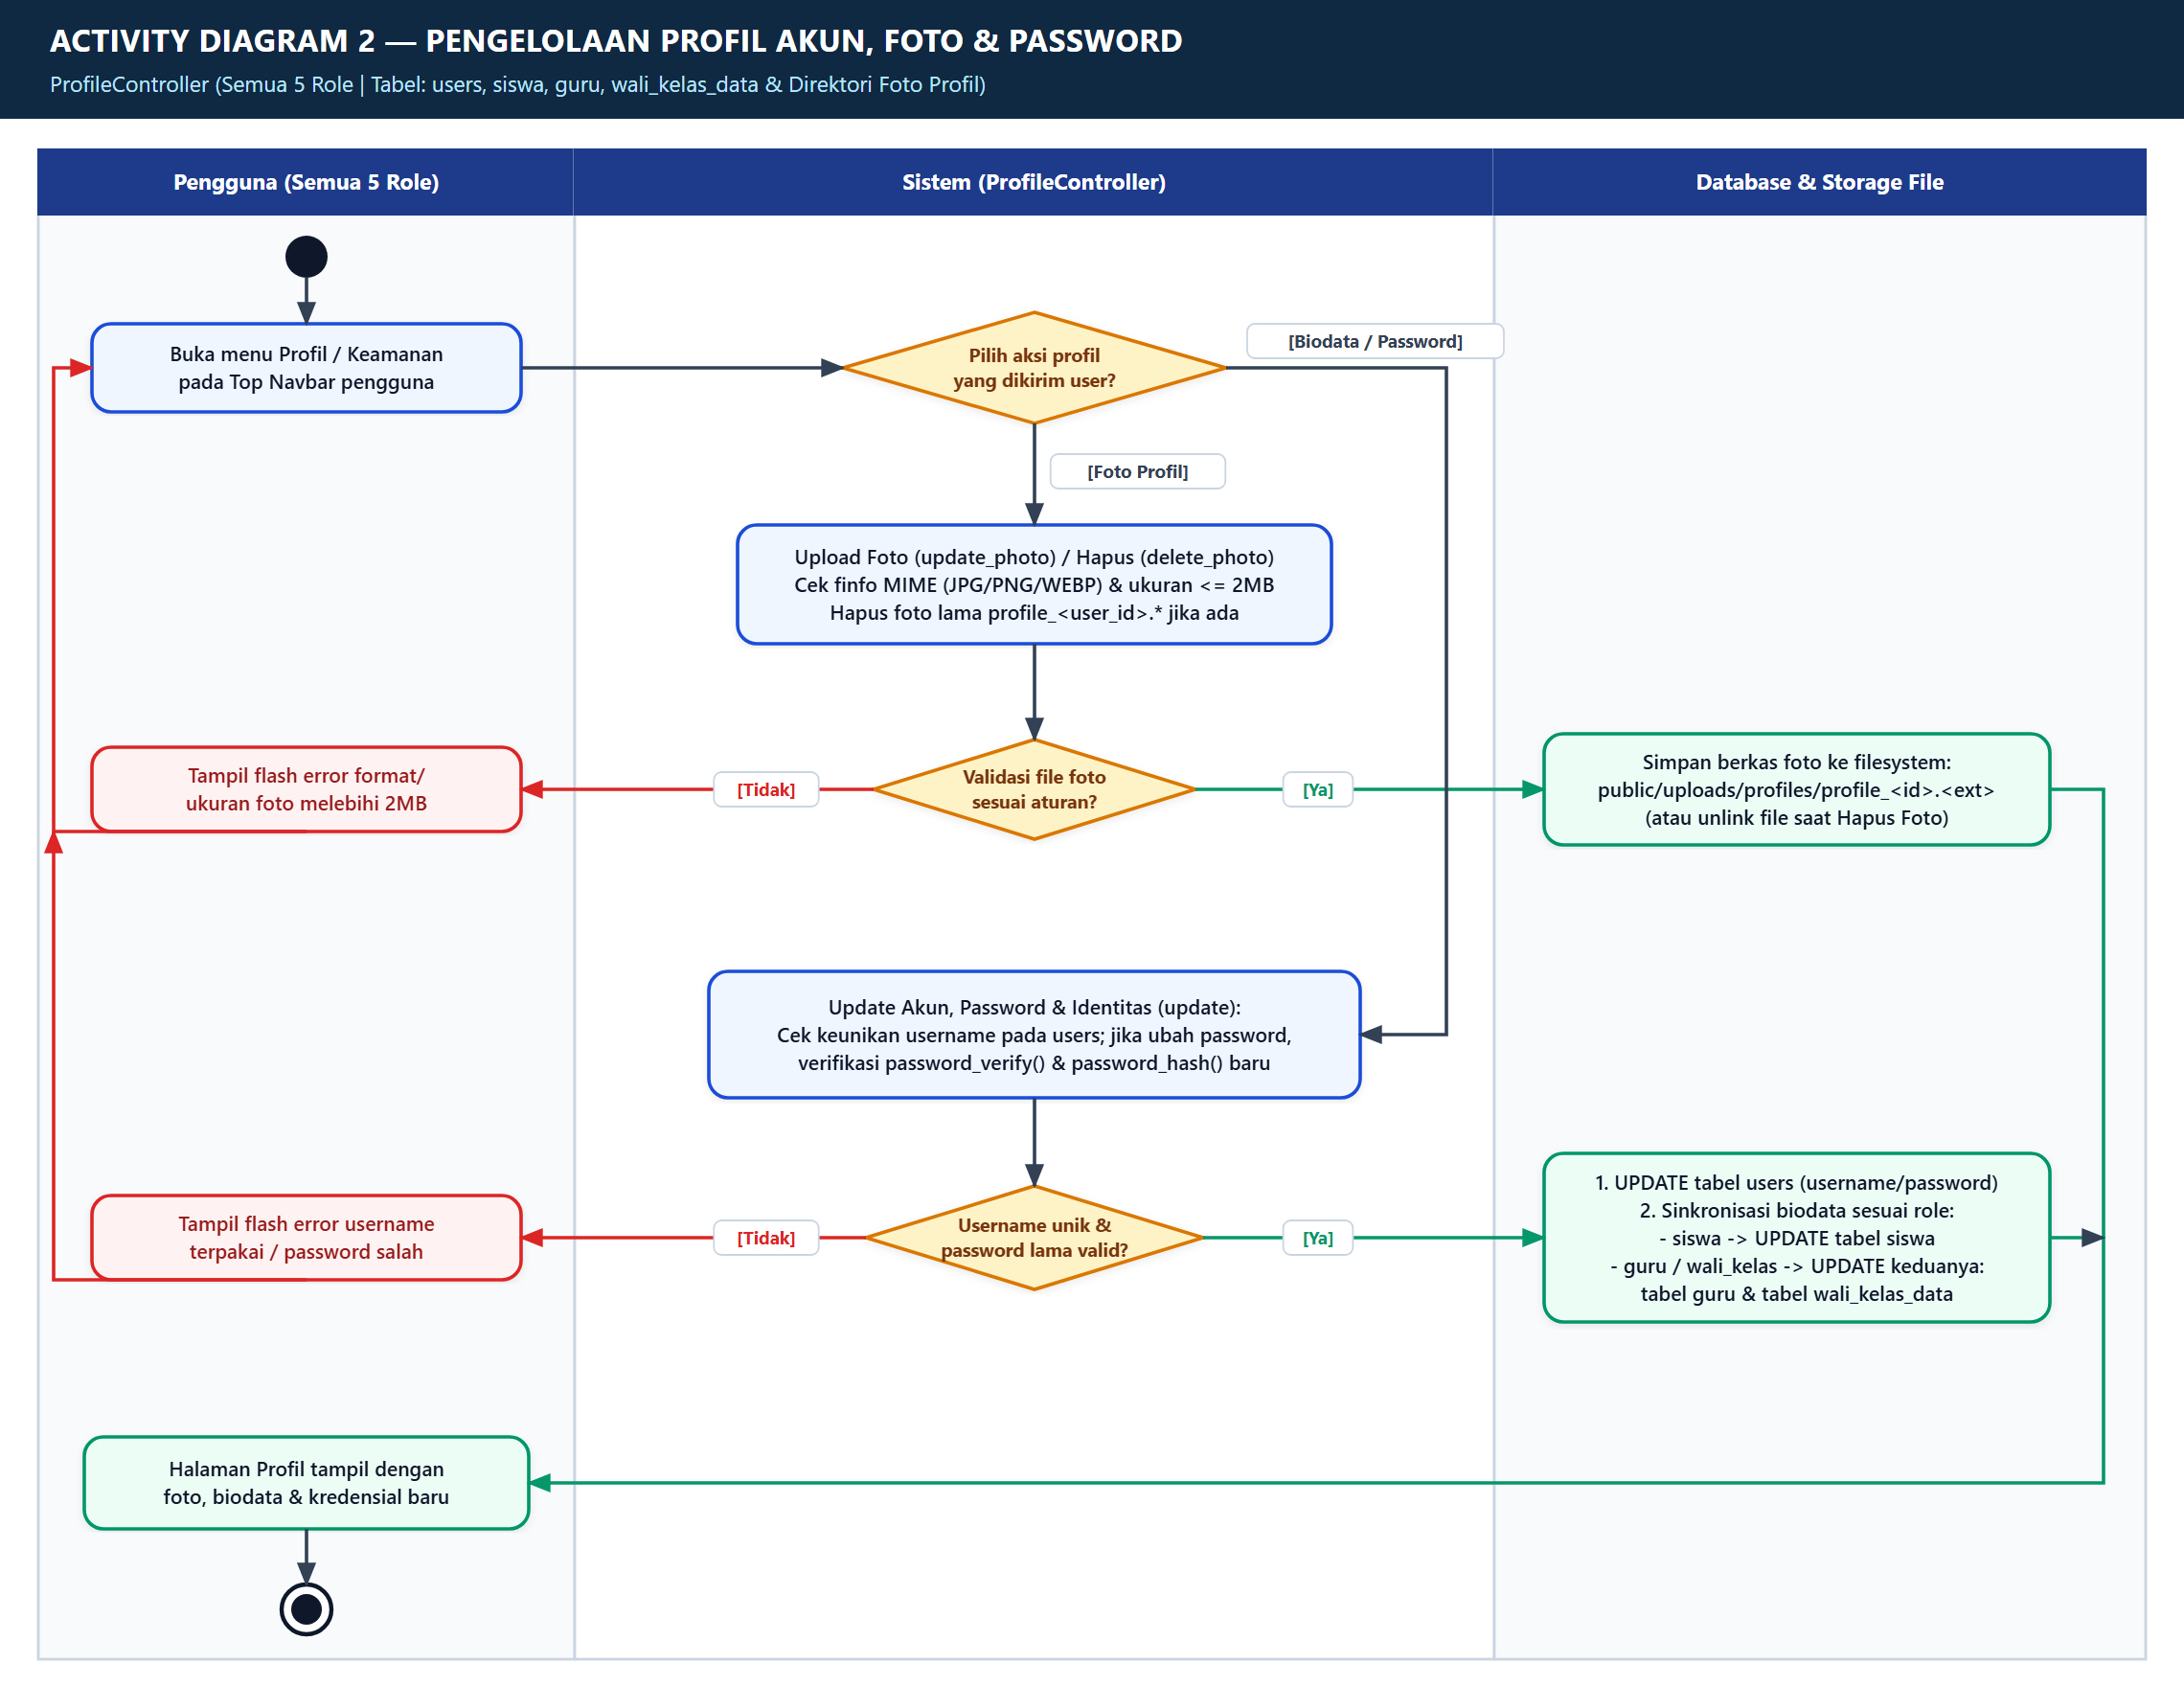 ACTIVITY DIAGRAM 2 — PENGELOLAAN PROFIL AKUN, FOTO & PASSWORD
ProfileController (Semua 5 Role | Tabel: users, siswa, guru, wali_kelas_data & Direktori Foto Profil)
Pengguna (Semua 5 Role)
Sistem (ProfileController)
Database & Storage File
Buka menu Profil / Keamanan
pada Top Navbar pengguna
Pilih aksi profil
yang dikirim user?
[Biodata / Password]
[Foto Profil]
Upload Foto (update_photo) / Hapus (delete_photo)
Cek finfo MIME (JPG/PNG/WEBP) & ukuran <= 2MB
Hapus foto lama profile_<user_id>.* jika ada
Tampil flash error format/
ukuran foto melebihi 2MB
[Tidak]
Validasi file foto
sesuai aturan?
[Ya]
Simpan berkas foto ke filesystem:
public/uploads/profiles/profile_<id>.<ext>
(atau unlink file saat Hapus Foto)
Update Akun, Password & Identitas (update):
Cek keunikan username pada users; jika ubah password,
verifikasi password_verify() & password_hash() baru
Tampil flash error username
terpakai / password salah
[Tidak]
Username unik &
password lama valid?
[Ya]
1. UPDATE tabel users (username/password)
2. Sinkronisasi biodata sesuai role:
- siswa -> UPDATE tabel siswa
- guru / wali_kelas -> UPDATE keduanya:
tabel guru & tabel wali_kelas_data
Halaman Profil tampil dengan
foto, biodata & kredensial baru